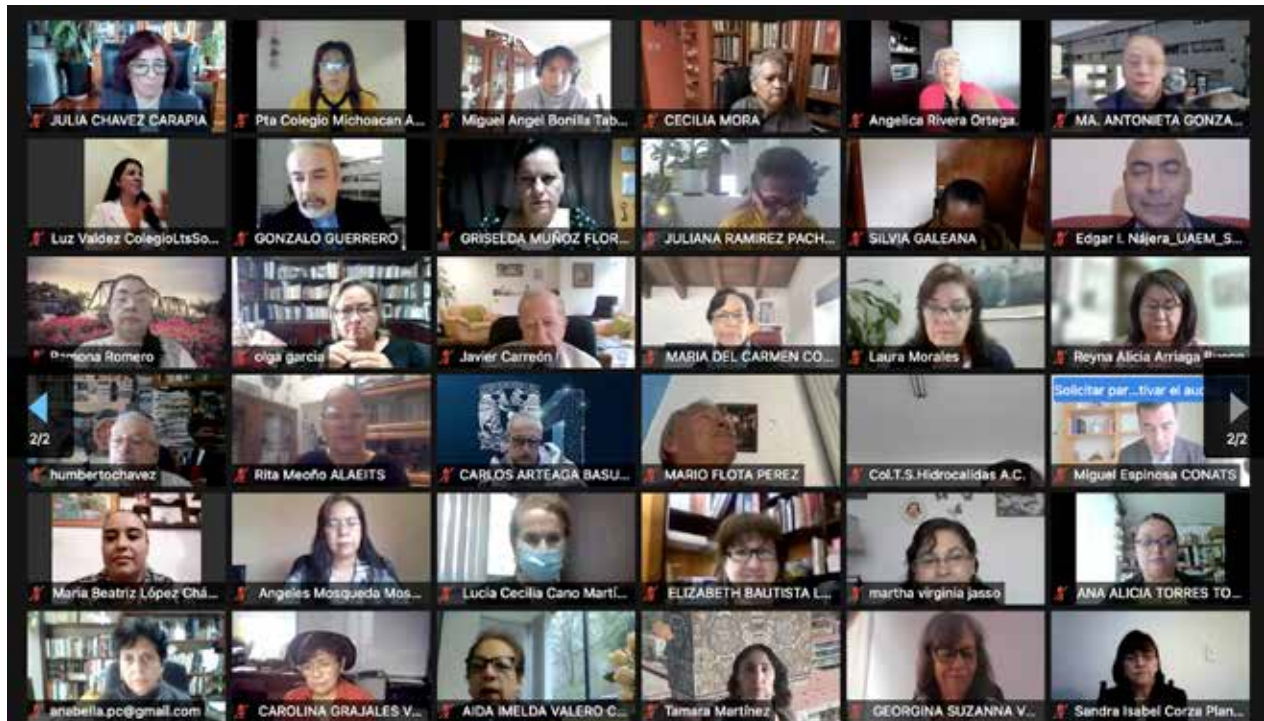 JULIA CHAVEZ CARAPIA
Pta Colegio Michoacan A...
Miguel Angel Bonilla Tab...
CECILIA MORA
Angelica Rivera Ortega.
MA. ANTONIETA GONZA...
Luz Valdez ColegioLtsSo...
GONZALO GUERRERO
GRISELDA MUÑOZ FLOR...
JULIANA RAMIREZ PACH...
SILVIA GALEANA
Edgar I. Nájera_UAEM_S...
Ramona Romero
olga garcia
Javier Carreón
MARIA DEL CARMEN CO...
Laura Morales
Reyna Alicia Arriaga
Solicitar par...tivar el aud
2/2
2/2
humbertochavez
Rita Meoño ALAEITS
CARLOS ARTEAGA BASU...
MARIO FLOTA PEREZ
Col.T.S.Hidrocalidas A.C.
Miguel Espinosa CONATS
Maria Beatriz López Chá...
Angeles Mosqueda Mos...
Lucia Cecilia Cano Martí...
ELIZABETH BAUTISTA L...
martha virginia jasso
ANA ALICIA TORRES TO...
anabella.pc@gmail.com
CAROLINA GRAJALES V...
AIDA IMELDA VALERO C...
Tamara Martínez
GEORGINA SUZANNA V...
Sandra Isabel Corza Plan...